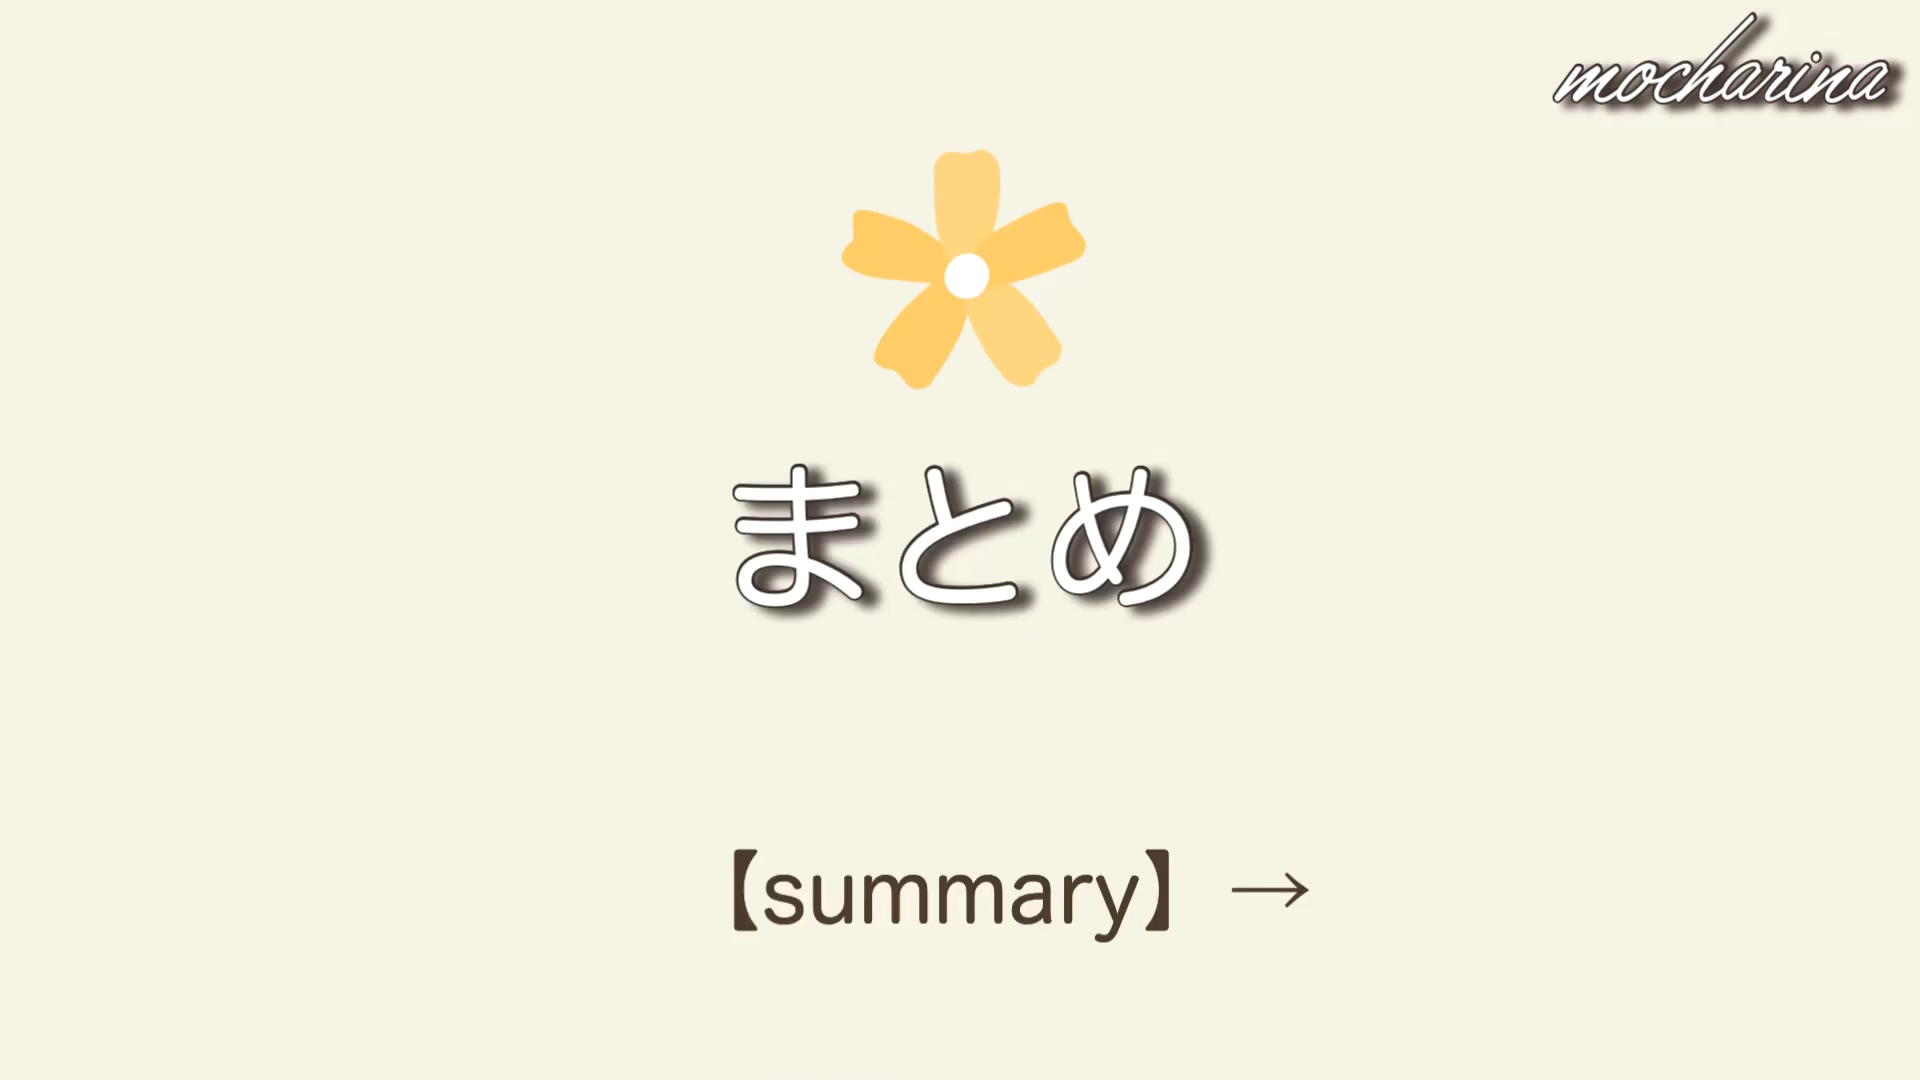 mocharina
まとめ
【summary】→